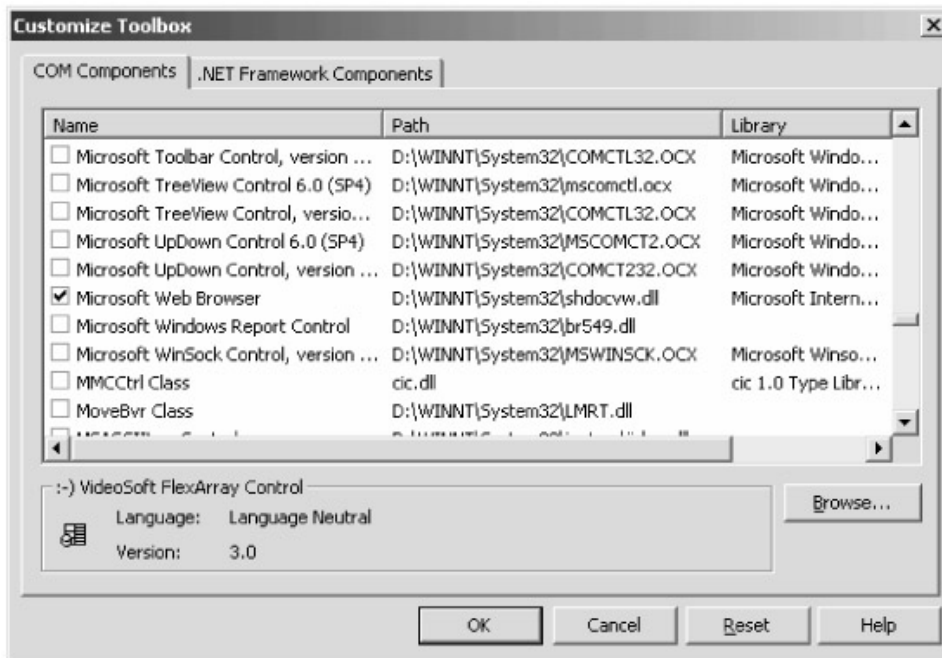 Customize Toolbox
COM Components .NET Framework Components
Name Path Library
Microsoft Toolbar Control, version ... D:\WINNT\System32\COMCTL32.OCX Microsoft Windo...
Microsoft TreeView Control 6.0 (SP4) D:\WINNT\System32\mscomctl.ocx Microsoft Windo...
Microsoft TreeView Control, versio... D:\WINNT\System32\COMCTL32.OCX Microsoft Windo...
Microsoft UpDown Control 6.0 (SP4) D:\WINNT\System32\MSCOMCT2.OCX Microsoft Windo...
Microsoft UpDown Control, version ... D:\WINNT\System32\COMCT232.OCX Microsoft Windo...
Microsoft Web Browser D:\WINNT\System32\shdocvw.dll Microsoft Intern...
Microsoft Windows Report Control D:\WINNT\System32\br549.dll
Microsoft WinSock Control, version ... D:\WINNT\System32\MSWINSCK.OCX Microsoft Winso...
MMCCtrl Class cic.dll cic 1.0 Type Libr...
MoveBvr Class D:\WINNT\System32\LMRT.dll
:-) VideoSoft FlexArray Control
Language: Language Neutral
Version: 3.0
Browse...
OK Cancel Reset Help